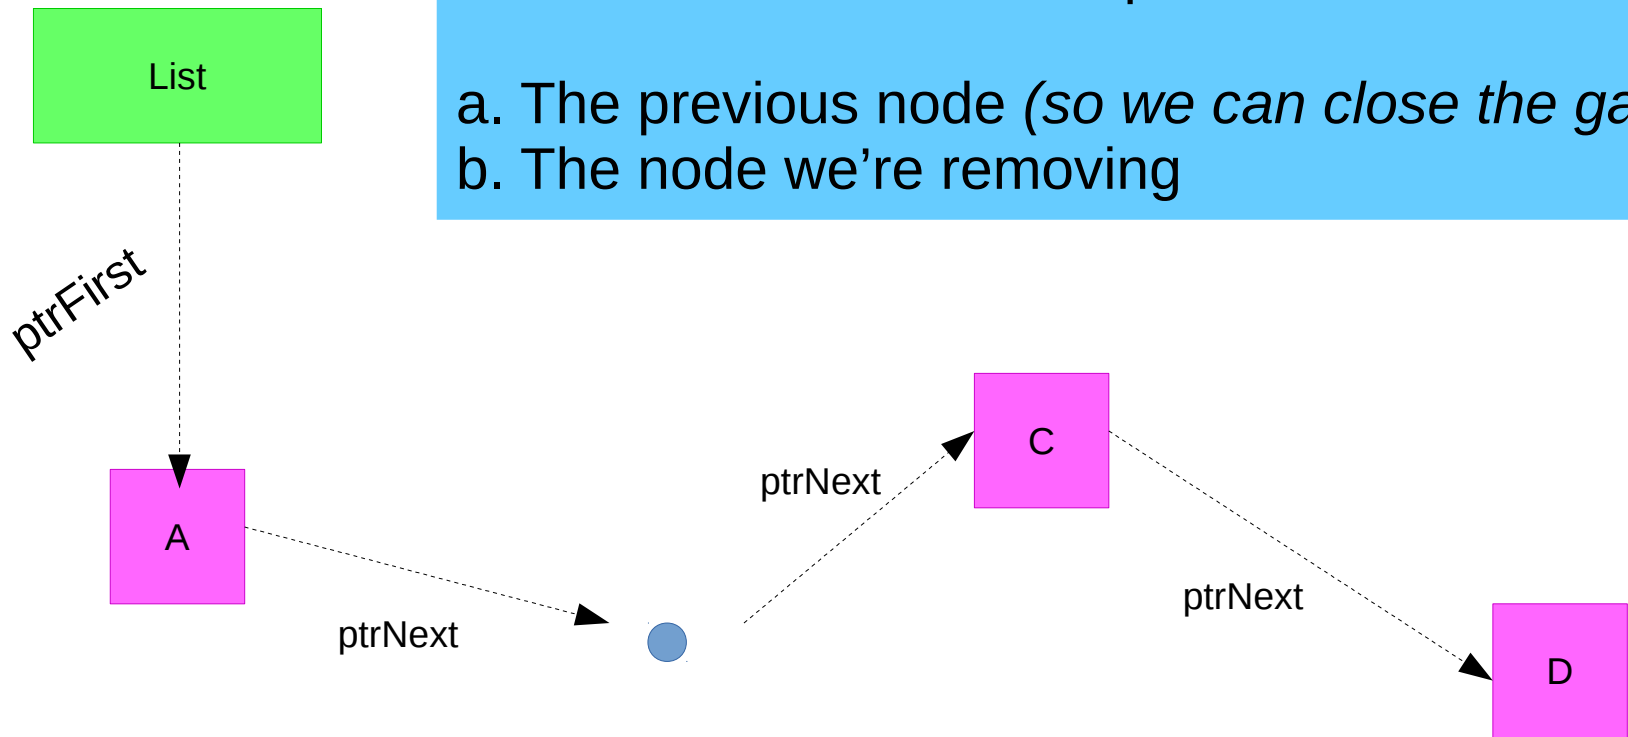 List
a. The previous node (so we can close the ga
b. The node we’re removing
ptrFirst
C
ptrNext
A
ptrNext
ptrNext
D